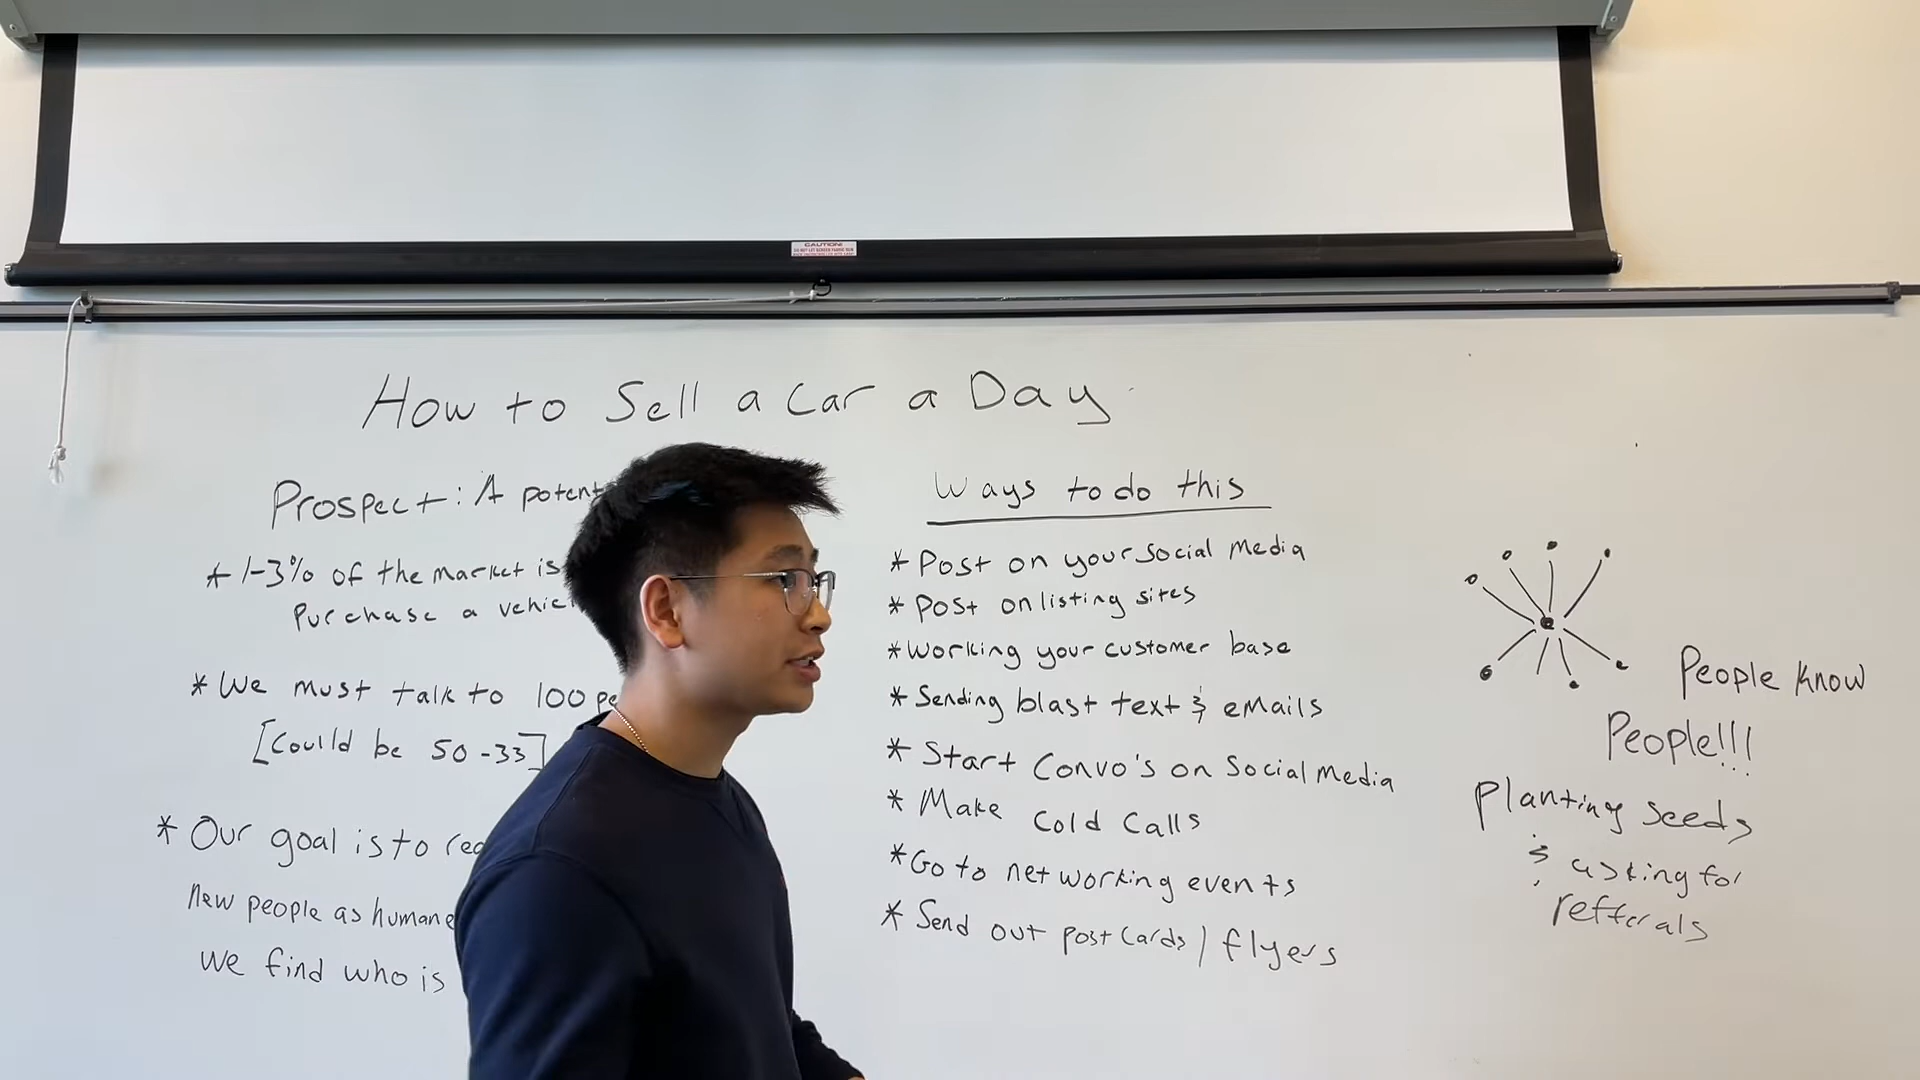 CAUTION!
How to Sell a Car a Day
Prospect: A potent
* 1-3% of the market is
Purchase a vehic
* We must talk to 100 pe
[Could be 50-33]
* Our goal is to rea
new people as humane
we find who is
Ways to do this
* Post on your social media
* Post on listing sites
* Working your customer base
* Sending blast text & emails
* Start Convo's on Social media
* Make Cold Calls
* Go to networking events
* Send out postcards / flyers
People know
People!!!
Planting seeds
& asking for
refferals